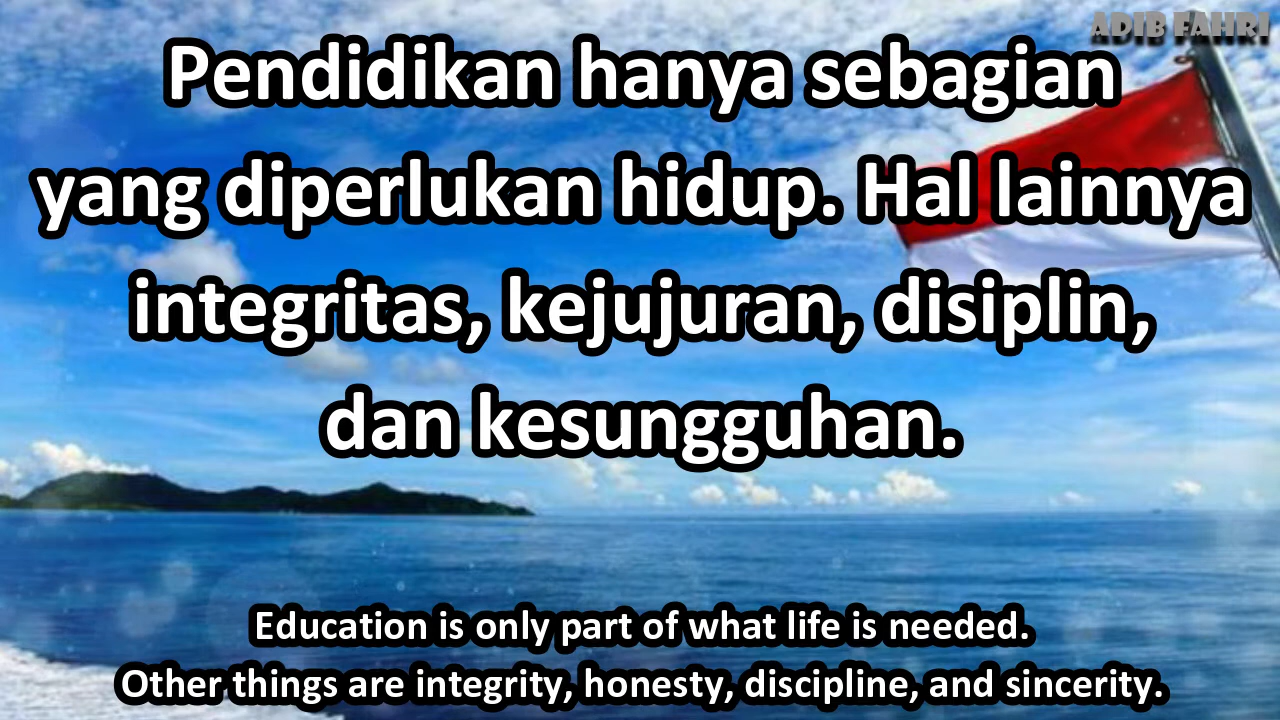 ADIB FAHRI
Pendidikan hanya sebagian
yang diperlukan hidup. Hal lainnya
integritas, kejujuran, disiplin,
dan kesungguhan.
Education is only part of what life is needed.
Other things are integrity, honesty, discipline, and sincerity.